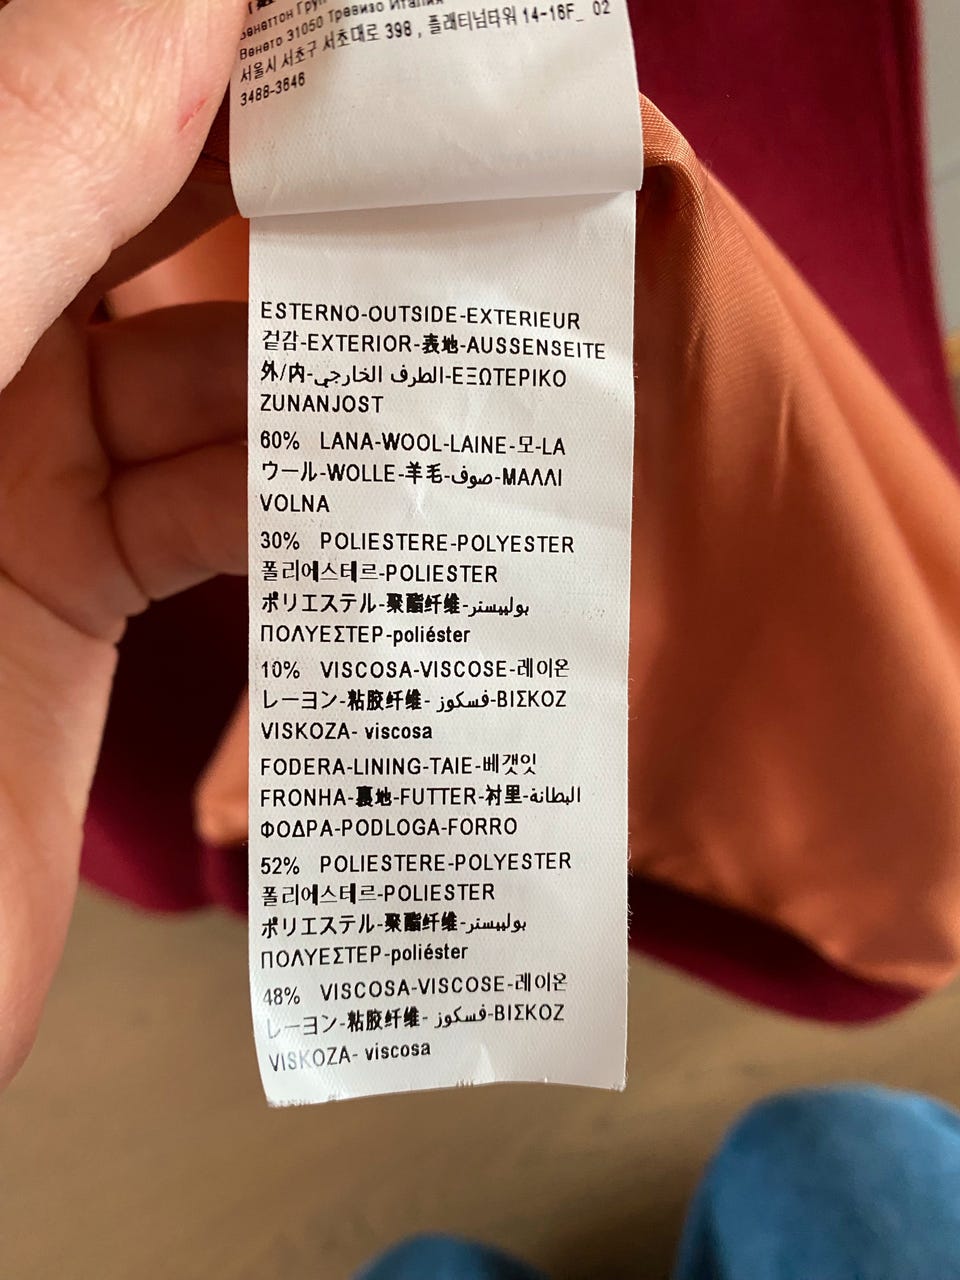 Бенеттон Груп
Венето 31050 Тревизо Италия
서울시 서초구 서초대로 398 , 플래티넘타워 14-16F_ 02
3488-3646
ESTERNO-OUTSIDE-EXTERIEUR
겉감-EXTERIOR-表地-AUSSENSEITE
外/内-الطرف الخارجي-ΕΞΩΤΕΡΙΚΟ
ZUNANJOST
60% LANA-WOOL-LAINE-모-LA
ウール-WOLLE-羊毛-صوف-ΜΑΛΛΙ
VOLNA
30% POLIESTERE-POLYESTER
폴리에스테르-POLIESTER
ポリエステル-聚酯纤维-بولييستر
ΠΟΛΥΕΣΤΕΡ-poliéster
10% VISCOSA-VISCOSE-레이온
レーヨン-粘胶纤维- فسكوز-ΒΙΣΚΟΖ
VISKOZA- viscosa
FODERA-LINING-TAIE-베갯잇
FRONHA-裏地-FUTTER-衬里-البطانة
ΦΟΔΡΑ-PODLOGA-FORRO
52% POLIESTERE-POLYESTER
폴리에스테르-POLIESTER
ポリエステル-聚酯纤维-بولييستر
ΠΟΛΥΕΣΤΕΡ-poliéster
48% VISCOSA-VISCOSE-레이온
レーヨン-粘胶纤维- فسكوز-ΒΙΣΚΟΖ
VISKOZA- viscosa